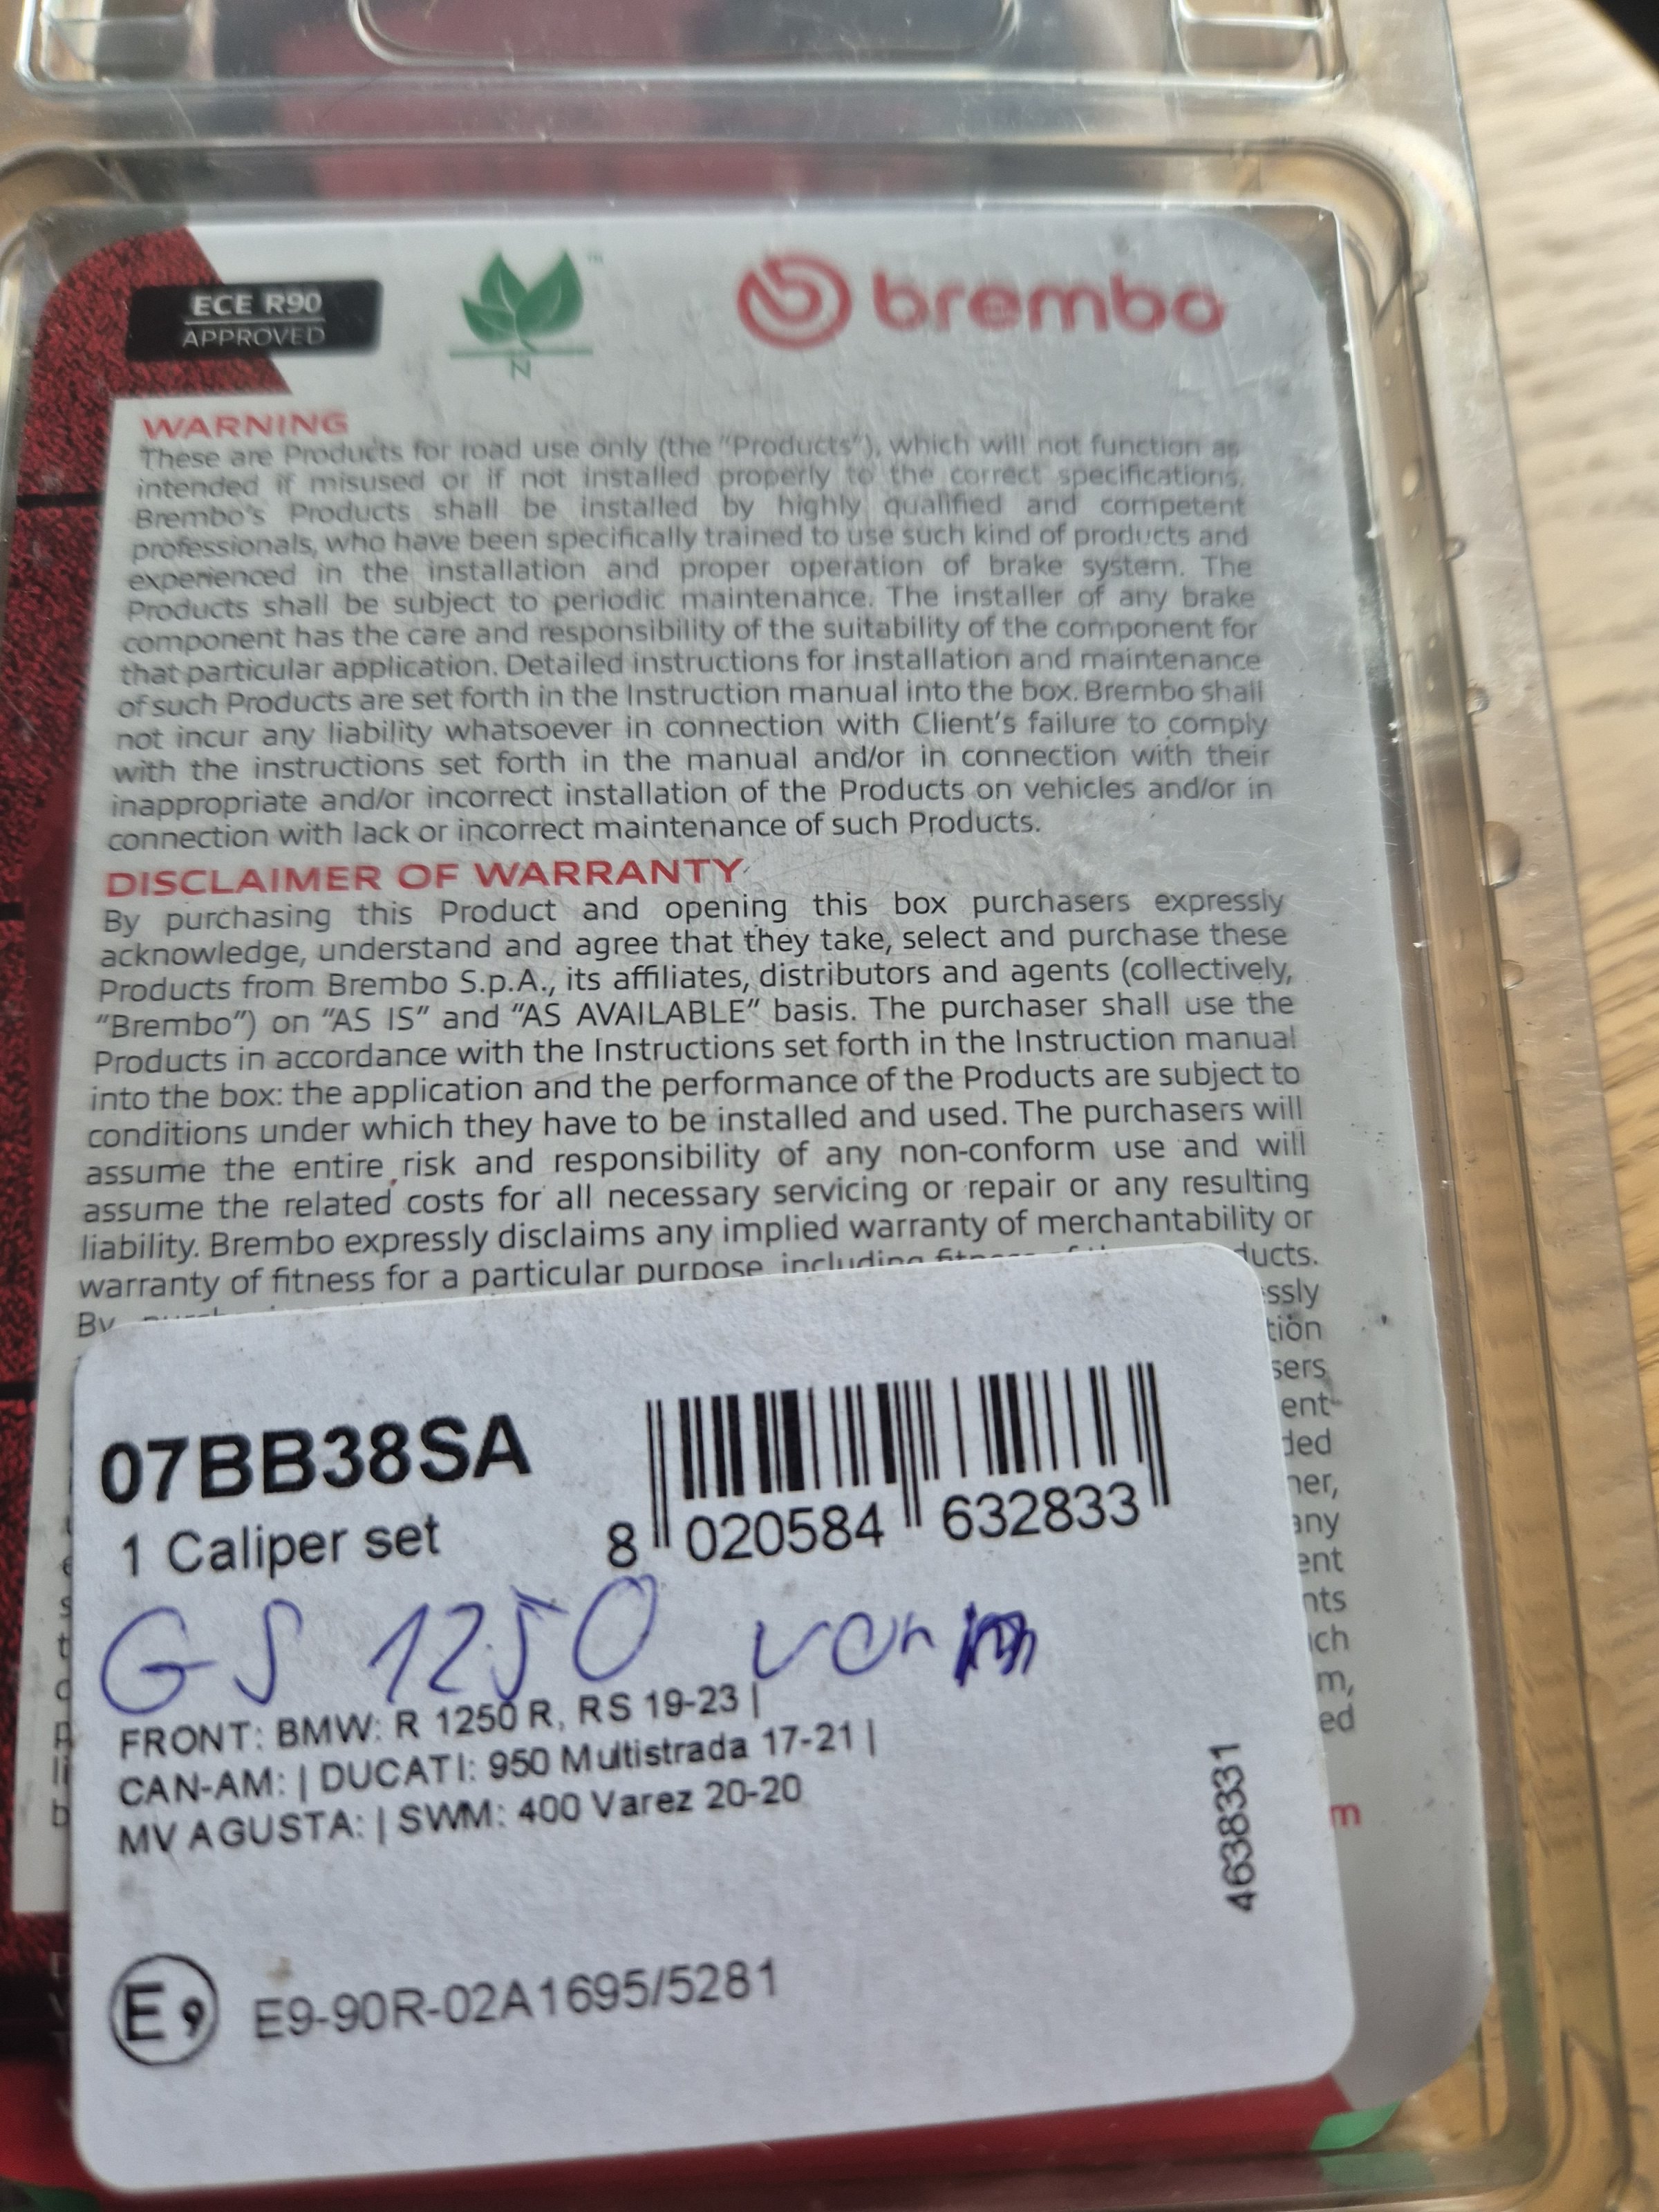 ECE R90
APPROVED
N
™
brembo
WARNING
These are Products for road use only (the "Products"), which will not function as
intended if misused or if not installed properly to the correct specifications.
Brembo's Products shall be installed by highly qualified and competent
professionals, who have been specifically trained to use such kind of products and
experienced in the installation and proper operation of brake system. The
Products shall be subject to periodic maintenance. The installer of any brake
component has the care and responsibility of the suitability of the component for
that particular application. Detailed instructions for installation and maintenance
of such Products are set forth in the Instruction manual into the box. Brembo shall
not incur any liability whatsoever in connection with Client's failure to comply
with the instructions set forth in the manual and/or in connection with their
inappropriate and/or incorrect installation of the Products on vehicles and/or in
connection with lack or incorrect maintenance of such Products.
DISCLAIMER OF WARRANTY
By purchasing this Product and opening this box purchasers expressly
acknowledge, understand and agree that they take, select and purchase these
Products from Brembo S.p.A., its affiliates, distributors and agents (collectively,
"Brembo") on "AS IS" and "AS AVAILABLE" basis. The purchaser shall use the
Products in accordance with the Instructions set forth in the Instruction manual
into the box: the application and the performance of the Products are subject to
conditions under which they have to be installed and used. The purchasers will
assume the entire risk and responsibility of any non-conform use and will
assume the related costs for all necessary servicing or repair or any resulting
liability. Brembo expressly disclaims any implied warranty of merchantability or
warranty of fitness for a particular purpose, including ducts.
By ssly
tion
sers
ent-
ded
ner,
any
ent
nts
ich
m,
ed
m
07BB38SA
1 Caliper set
8 020584 632833
GS 1250 vorn
FRONT: BMW: R 1250 R, RS 19-23 |
CAN-AM: | DUCATI: 950 Multistrada 17-21 |
MV AGUSTA: | SWM: 400 Varez 20-20
4638331
E9 E9-90R-02A1695/5281